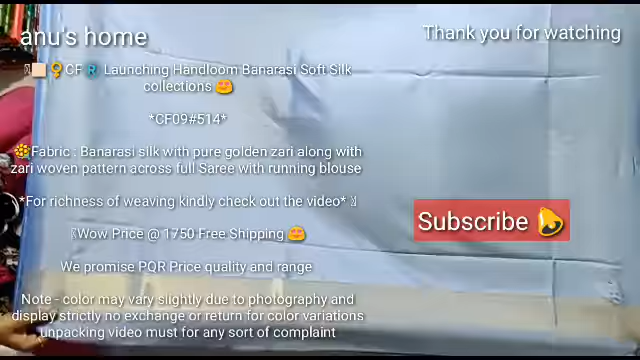 anu's home
Thank you for watching
CF R Launching Handloom Banarasi Soft Silk
collections 😍
*CF09#514*
🌼Fabric : Banarasi silk with pure golden zari along with
zari woven pattern across full Saree with running blouse
*For richness of weaving kindly check out the video*
Wow Price @ 1750 Free Shipping 😍
We promise PQR Price quality and range
Note - color may vary slightly due to photography and
display strictly no exchange or return for color variations
unpacking video must for any sort of complaint
Subscribe 🔔